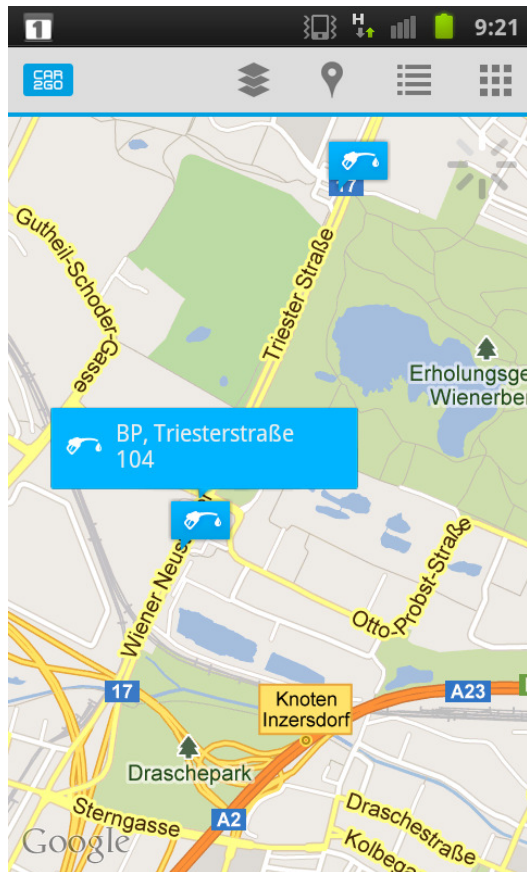 1
H
9:21
CAR
2GO
17
Gutheil-Schoder-Gasse
Triester Straße
Erholungsge
Wienerber
BP, Triesterstraße
104
Wiener Neus
Otto-Probst-Straße
17
Knoten
Inzersdorf
A23
Draschepark
A2
Sterngasse
Draschestraße
Kolbega
Google